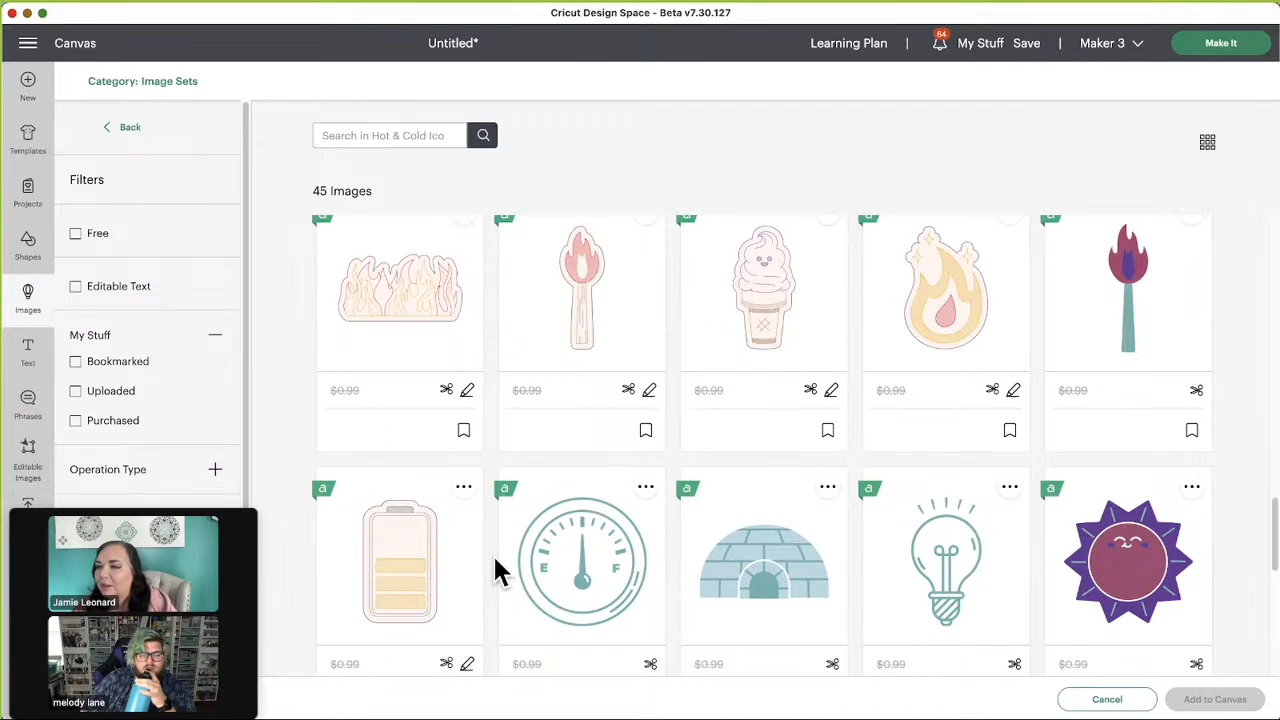 Cricut Design Space - Beta v7.30.127
Canvas
Untitled*
Learning Plan | 64 My Stuff Save | Maker 3 Make It
New
Templates
Projects
Shapes
Images
Text
Phrases
Editable
Images
Category: Image Sets
Back
Filters
Free
Editable Text
My Stuff
Bookmarked
Uploaded
Purchased
Operation Type
Search in Hot & Cold Ico
45 Images
a a a a a
$0.99 $0.99 $0.99 $0.99 $0.99
a a a a a
E F
$0.99 $0.99 $0.99 $0.99 $0.99
Jamie Leonard
melody lane
Cancel Add to Canvas